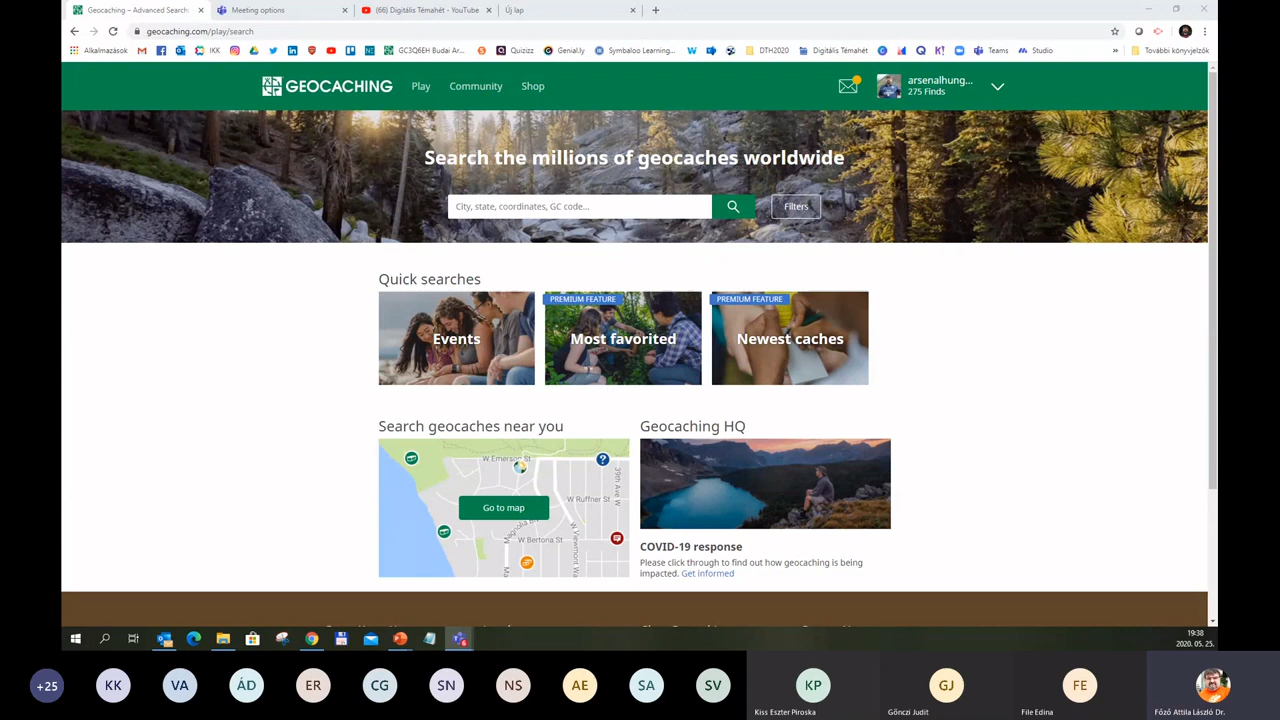 Geocaching – Advanced Search
Meeting options
(66) Digitális Témahét - YouTube
Új lap
geocaching.com/play/search
Alkalmazások
IKK
GC3Q6EH Budai Ar...
Quizizz
Genial.ly
Symbaloo Learning...
DTH2020
Digitális Témahét
Teams
Studio
További könyvjelzők
GEOCACHING
Play
Community
Shop
arsenalhung...
275 Finds
Search the millions of geocaches worldwide
City, state, coordinates, GC code...
Filters
Quick searches
PREMIUM FEATURE
PREMIUM FEATURE
Events
Most favorited
Newest caches
Search geocaches near you
Geocaching HQ
W Emerson St
39th Ave W
W Ruffner St
Go to map
W Bertona St
COVID-19 response
Please click through to find out how geocaching is being
impacted. Get informed
19:38
2020. 05. 25.
+25
KK
VA
ÁD
ER
CG
SN
NS
AE
SA
SV
KP
GJ
FE
Kiss Eszter Piroska
Gönczi Judit
File Edina
Főző Attila László Dr.